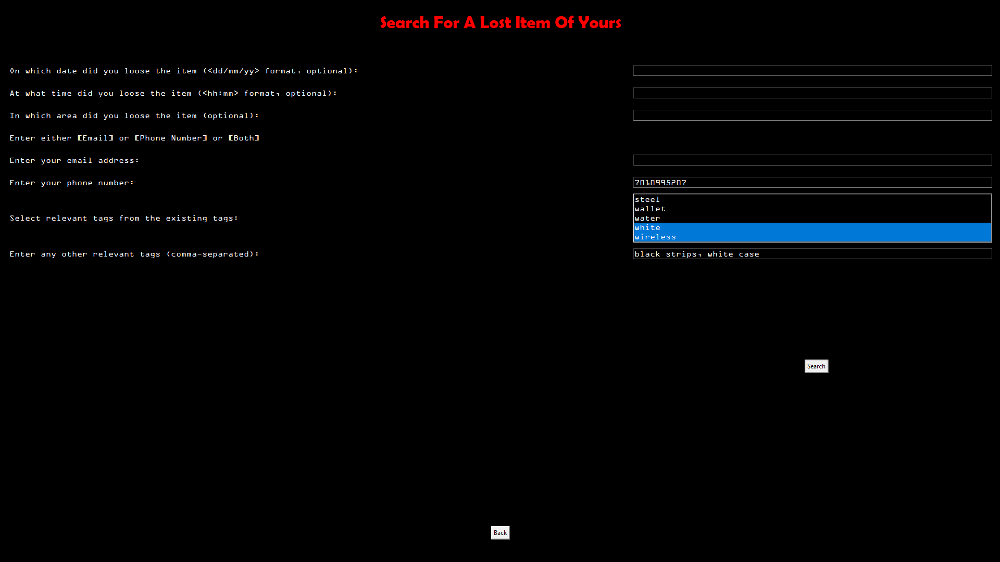 Search For A Lost Item Of Yours
On which date did you loose the item (<dd/mm/yy> format, optional):
At what time did you loose the item (<hh:mm> format, optional):
In which area did you loose the item (optional):
Enter either [Email] or [Phone Number] or [Both]
Enter your email address:
Enter your phone number: 7010995207
steel
wallet
Select relevant tags from the existing tags: water
white
wireless
Enter any other relevant tags (comma-separated): black strips, white case
Search
Back